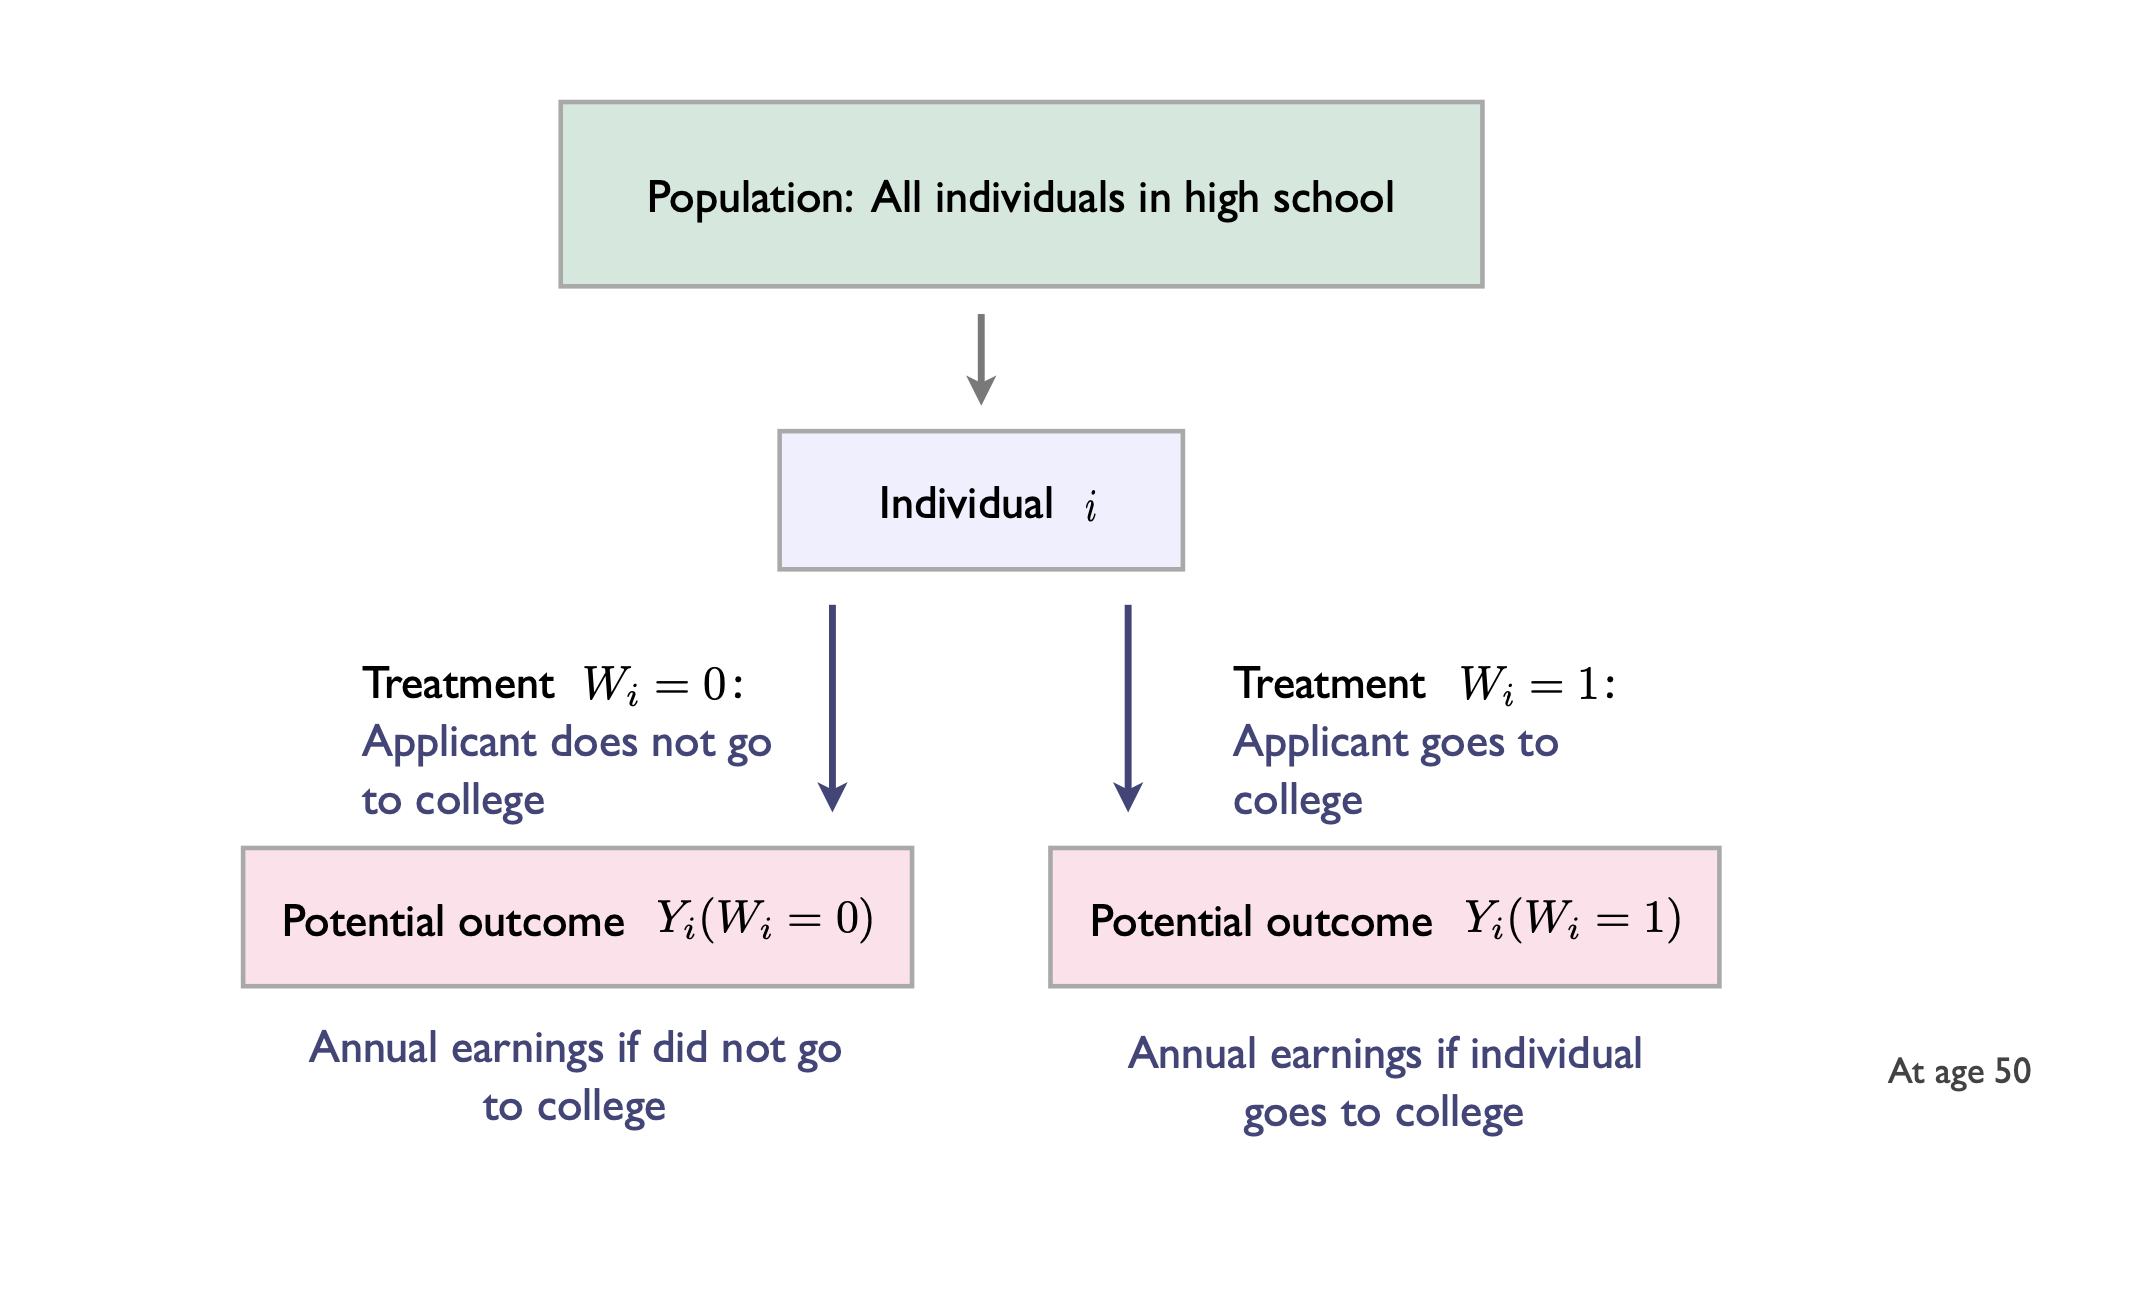 Population: All individuals in high school
Individual i
Treatment W_i = 0:
Applicant does not go
to college
Treatment W_i = 1:
Applicant goes to
college
Potential outcome Y_i(W_i = 0)
Potential outcome Y_i(W_i = 1)
Annual earnings if did not go
to college
Annual earnings if individual
goes to college
At age 50